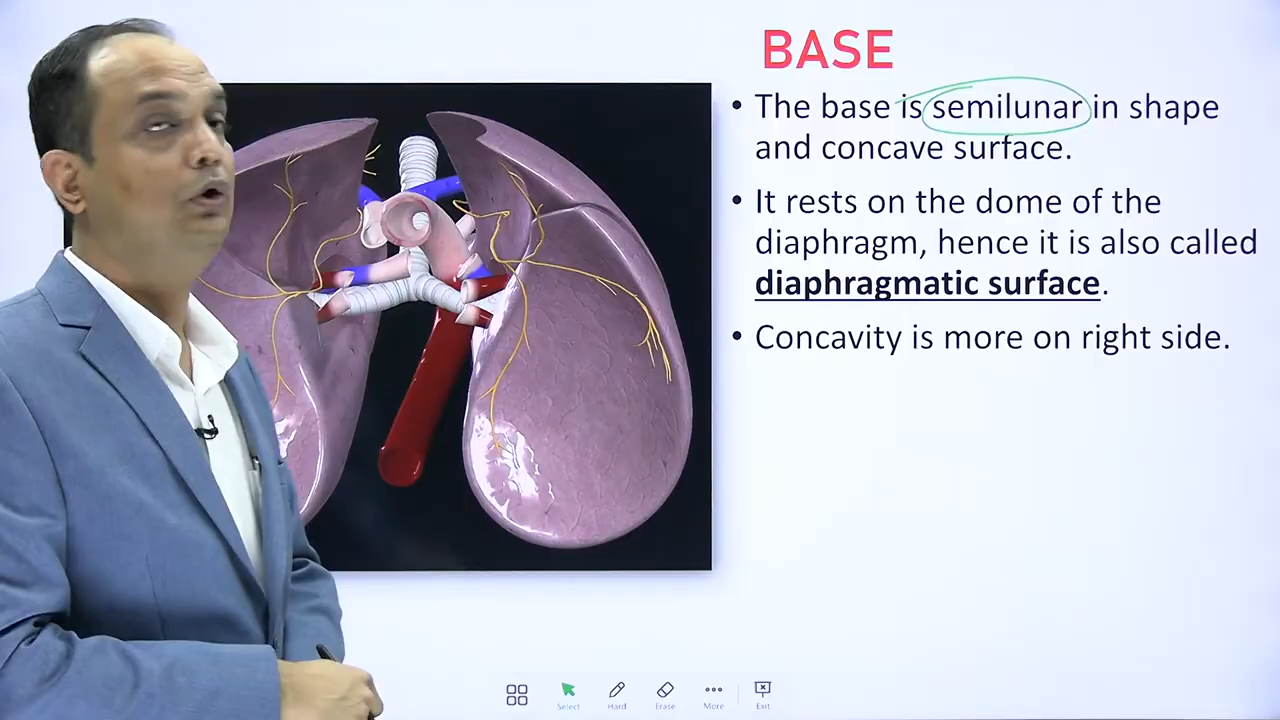 BASE
• The base is semilunar in shape
and concave surface.
• It rests on the dome of the
diaphragm, hence it is also called
diaphragmatic surface.
• Concavity is more on right side.
Select Hard Erase More Exit